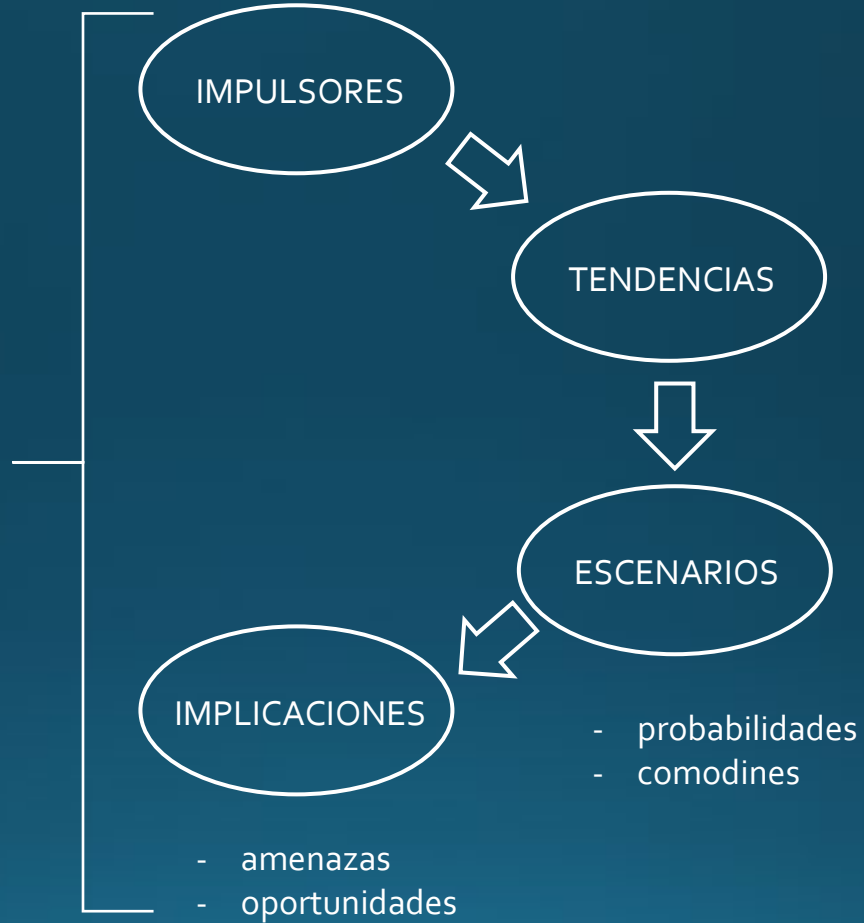 IMPULSORES
TENDENCIAS
ESCENARIOS
- probabilidades
- comodines
IMPLICACIONES
- amenazas
- oportunidades